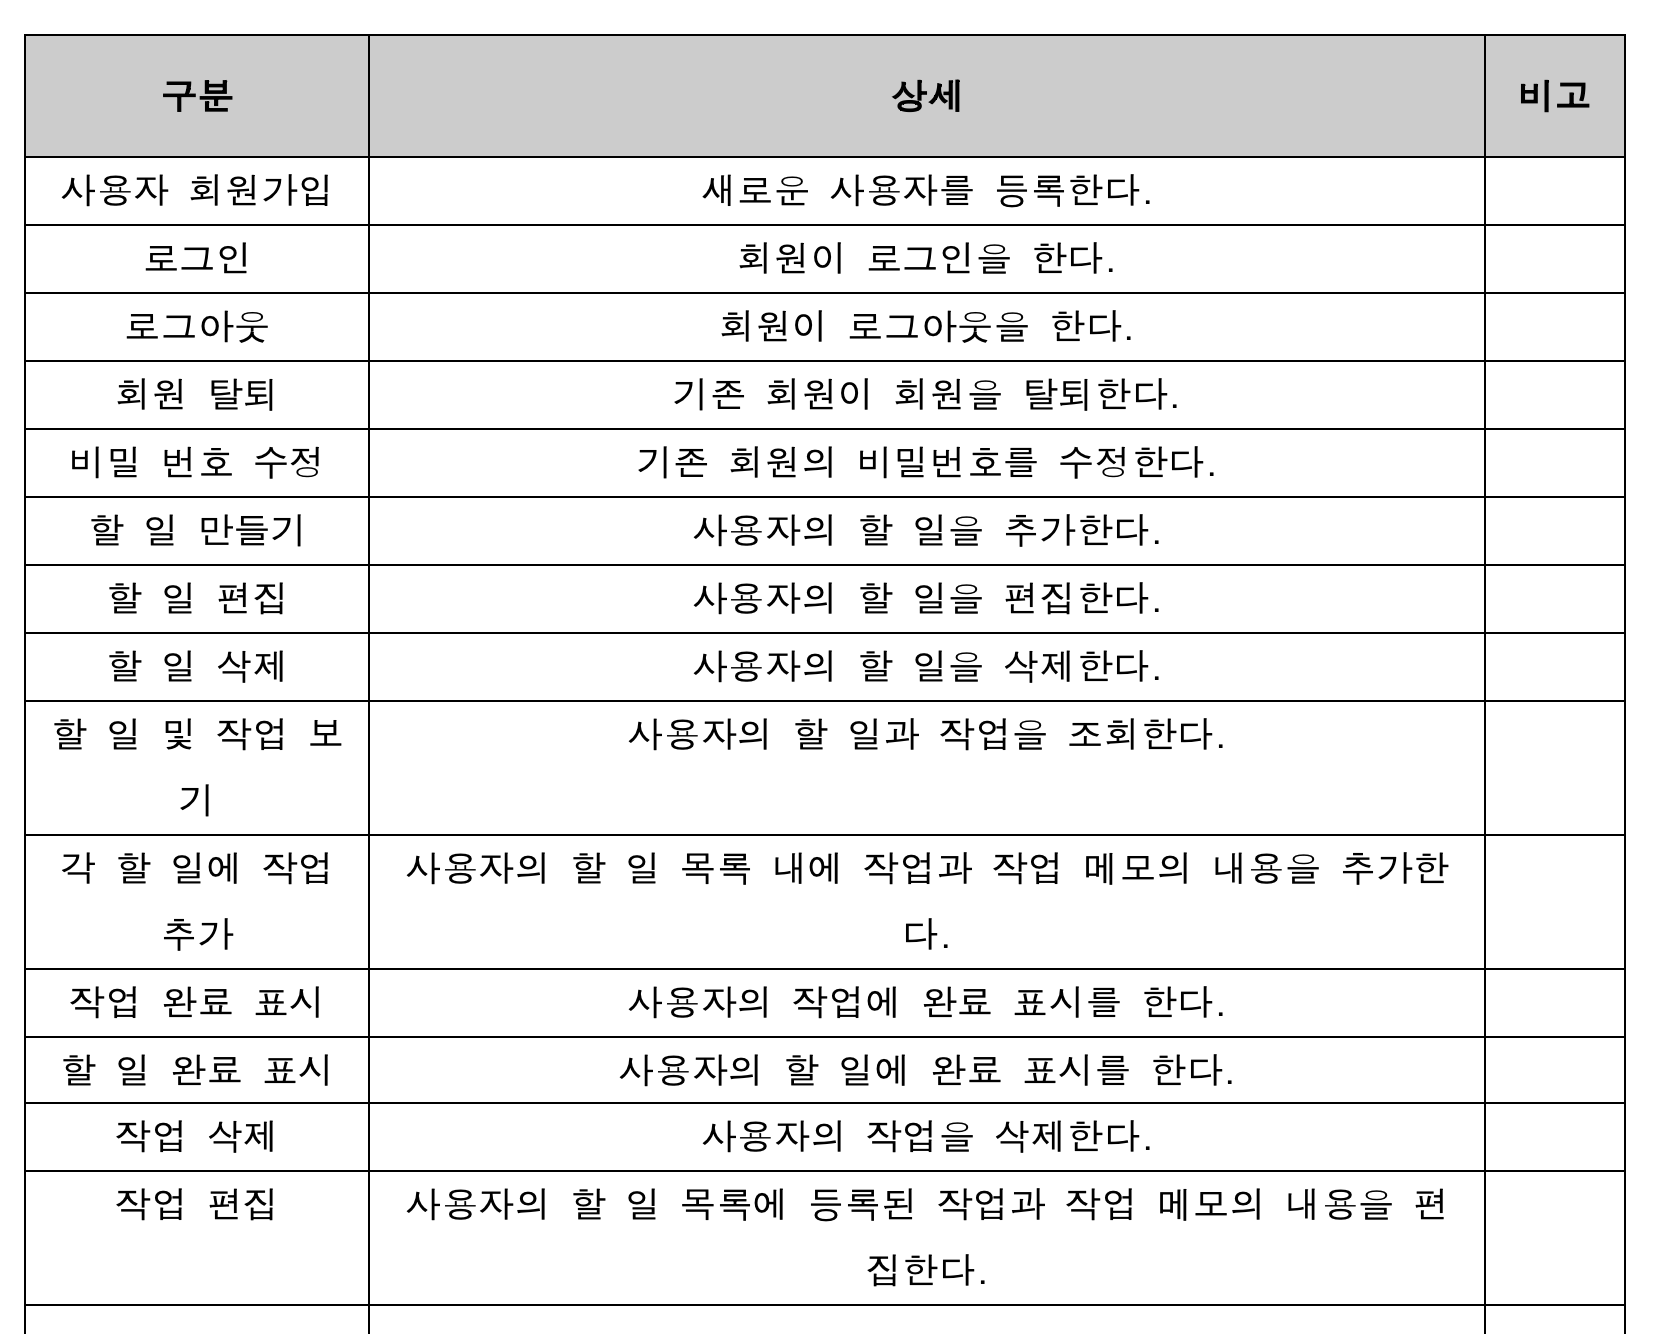 구분 상세 비고
사용자 회원가입 새로운 사용자를 등록한다.
로그인 회원이 로그인을 한다.
로그아웃 회원이 로그아웃을 한다.
회원 탈퇴 기존 회원이 회원을 탈퇴한다.
비밀 번호 수정 기존 회원의 비밀번호를 수정한다.
할 일 만들기 사용자의 할 일을 추가한다.
할 일 편집 사용자의 할 일을 편집한다.
할 일 삭제 사용자의 할 일을 삭제한다.
할 일 및 작업 보
기
사용자의 할 일과 작업을 조회한다.
각 할 일에 작업
추가
사용자의 할 일 목록 내에 작업과 작업 메모의 내용을 추가한
다.
작업 완료 표시 사용자의 작업에 완료 표시를 한다.
할 일 완료 표시 사용자의 할 일에 완료 표시를 한다.
작업 삭제 사용자의 작업을 삭제한다.
작업 편집 사용자의 할 일 목록에 등록된 작업과 작업 메모의 내용을 편
집한다.